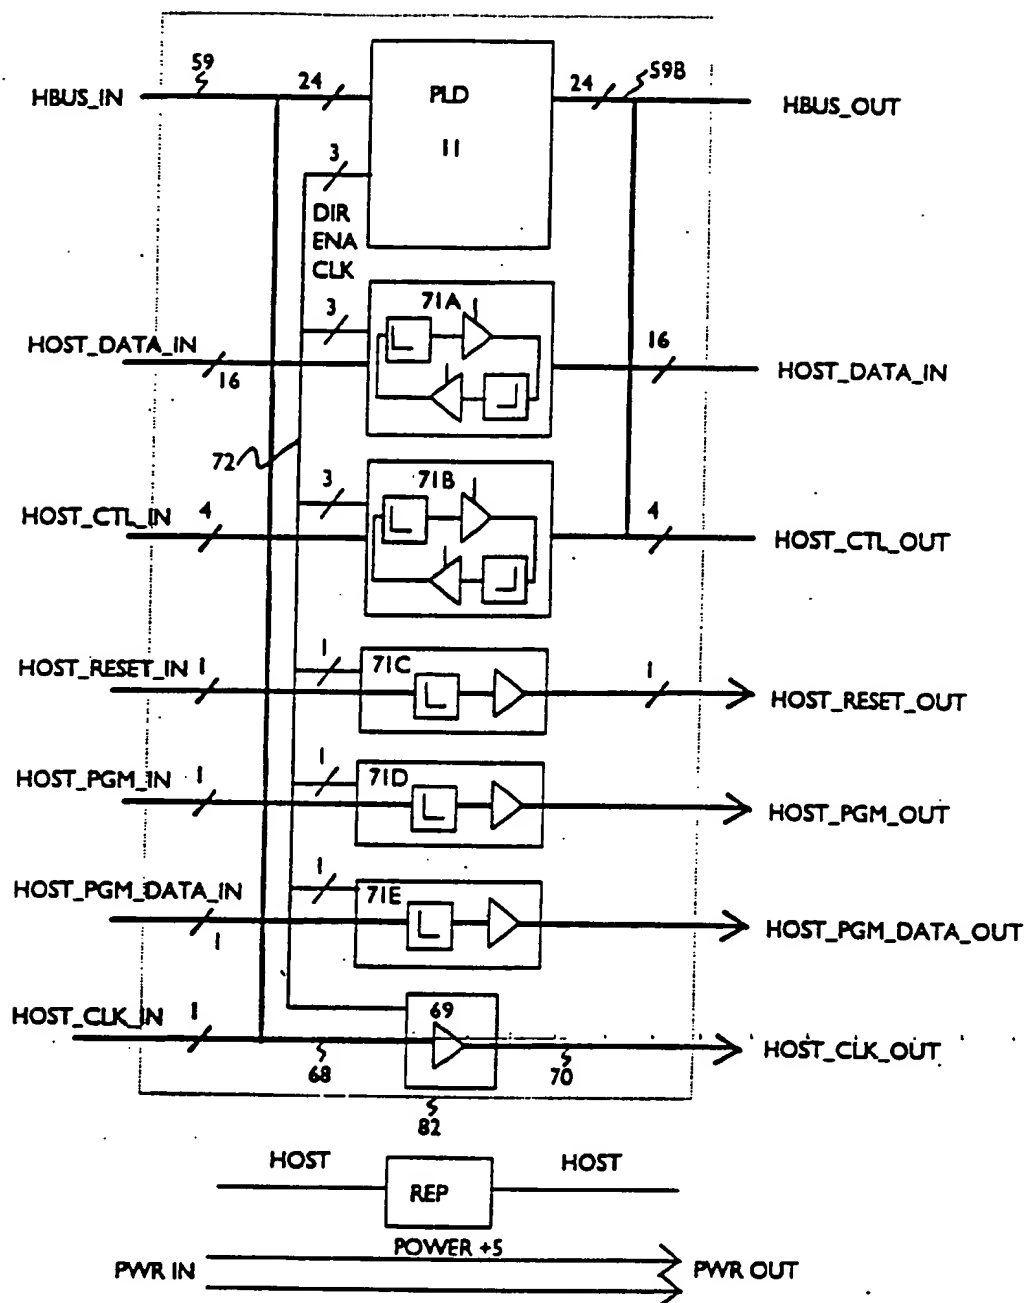 59
24
PLD
24
59B
HBUS_IN
HBUS_OUT
11
3
DIR
ENA
CLK
71A
3
HOST_DATA_IN
16
16
HOST_DATA_IN
72
71B
3
HOST_CTL_IN
4
4
HOST_CTL_OUT
HOST_RESET_IN
1
1
71C
1
HOST_RESET_OUT
HOST_PGM_IN
1
1
71D
HOST_PGM_OUT
HOST_PGM_DATA_IN
1
1
71E
HOST_PGM_DATA_OUT
HOST_CLK_IN
1
69
68
70
HOST_CLK_OUT
82
HOST
REP
HOST
POWER +5
PWR IN
PWR OUT